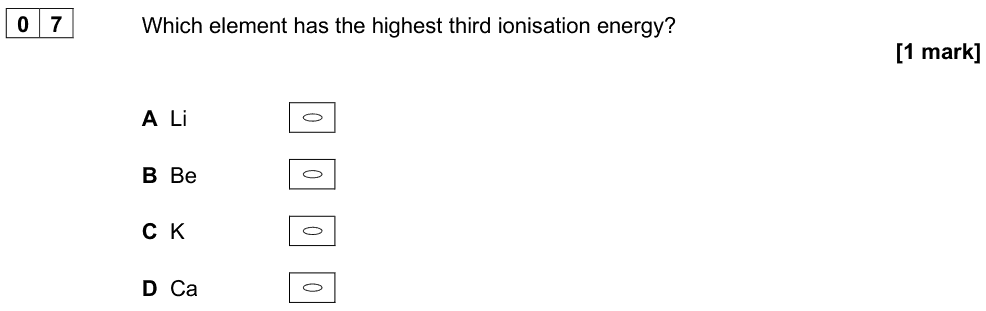 0 7 Which element has the highest third ionisation energy?
[1 mark]
A Li
B Be
C K
D Ca